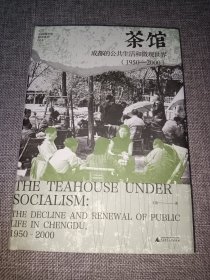 茶馆
成都的公共生活和微观世界
（1950—2000）
THE TEAHOUSE UNDER
SOCIALISM:
THE DECLINE AND RENEWAL OF PUBLIC
LIFE IN CHENGDU,
1950-2000